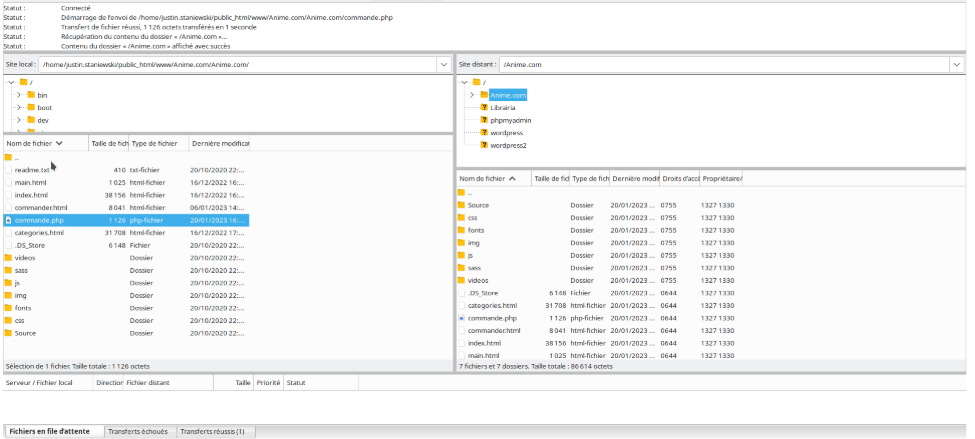 Statut : Connecté
Statut : Démarrage de l'envoi de /home/justin.staniewski/public_html/www/Anime.com/Anime.com/commande.php
Statut : Transfert de fichier réussi, 1 126 octets transférés en 1 seconde
Statut : Récupération du contenu du dossier « /Anime.com »...
Statut : Contenu du dossier « /Anime.com » affiché avec succès
Site local : /home/justin.staniewski/public_html/www/Anime.com/Anime.com/
/
bin
boot
dev
Nom de fichier Taille de fich Type de fichier Dernière modificat
..
readme.txt 410 txt-fichier 20/10/2020 22:...
main.html 1 025 html-fichier 16/12/2022 16:...
index.html 38 156 html-fichier 16/12/2022 16:...
commander.html 8 041 html-fichier 06/01/2023 14:...
commande.php 1 126 php-fichier 20/01/2023 16:...
categories.html 31 708 html-fichier 16/12/2022 17:...
.DS_Store 6 148 Fichier 20/10/2020 22:...
videos Dossier 20/10/2020 22:...
sass Dossier 20/10/2020 22:...
js Dossier 20/10/2020 22:...
img Dossier 20/10/2020 22:...
fonts Dossier 20/10/2020 22:...
css Dossier 20/10/2020 22:...
Source Dossier 20/10/2020 22:...
Sélection de 1 fichier. Taille totale : 1 126 octets
Site distant : /Anime.com
/
Anime.com
Librairia
phpmyadmin
wordpress
wordpress2
Nom de fichier Taille de fich Type de fich Dernière modif Droits d'accè Propriétaire/
..
Source Dossier 20/01/2023 ... 0755 1327 1330
css Dossier 20/01/2023 ... 0755 1327 1330
fonts Dossier 20/01/2023 ... 0755 1327 1330
img Dossier 20/01/2023 ... 0755 1327 1330
js Dossier 20/01/2023 ... 0755 1327 1330
sass Dossier 20/01/2023 ... 0755 1327 1330
videos Dossier 20/01/2023 ... 0755 1327 1330
.DS_Store 6 148 Fichier 20/01/2023 ... 0644 1327 1330
categories.html 31 708 html-fichier 20/01/2023 ... 0644 1327 1330
commande.php 1 126 php-fichier 20/01/2023 ... 0644 1327 1330
commander.html 8 041 html-fichier 20/01/2023 ... 0644 1327 1330
index.html 38 156 html-fichier 20/01/2023 ... 0644 1327 1330
main.html 1 025 html-fichier 20/01/2023 ... 0644 1327 1330
7 fichiers et 7 dossiers. Taille totale : 86 614 octets
Serveur / Fichier local Direction Fichier distant Taille Priorité Statut
Fichiers en file d'attente Transferts échoués Transferts réussis (1)